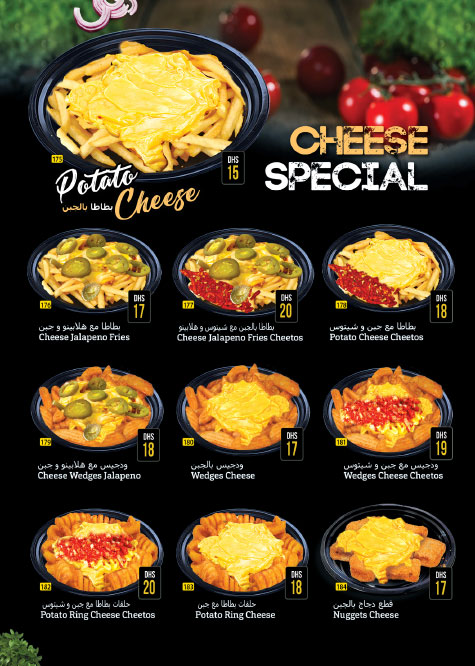 CHEESE
SPECIAL
175
DHS
15
Potato
Cheese
بطاطا بالجبن
176
DHS
17
بطاطا مع هلابينو و جبن
Cheese Jalapeno Fries
177
DHS
20
بطاطا بالجبن مع شيتوس و هلابينو
Cheese Jalapeno Fries Cheetos
178
DHS
18
بطاطا مع جبن و شيتوس
Potato Cheese Cheetos
179
DHS
18
ودجيس مع هلابينو و جبن
Cheese Wedges Jalapeno
180
DHS
17
ودجيس بالجبن
Wedges Cheese
181
DHS
19
ودجيس مع جبن و شيتوس
Wedges Cheese Cheetos
182
DHS
20
حلقات بطاطا مع جبن و شيتوس
Potato Ring Cheese Cheetos
183
DHS
18
حلقات بطاطا مع جبن
Potato Ring Cheese
184
DHS
17
قطع دجاج بالجبن
Nuggets Cheese